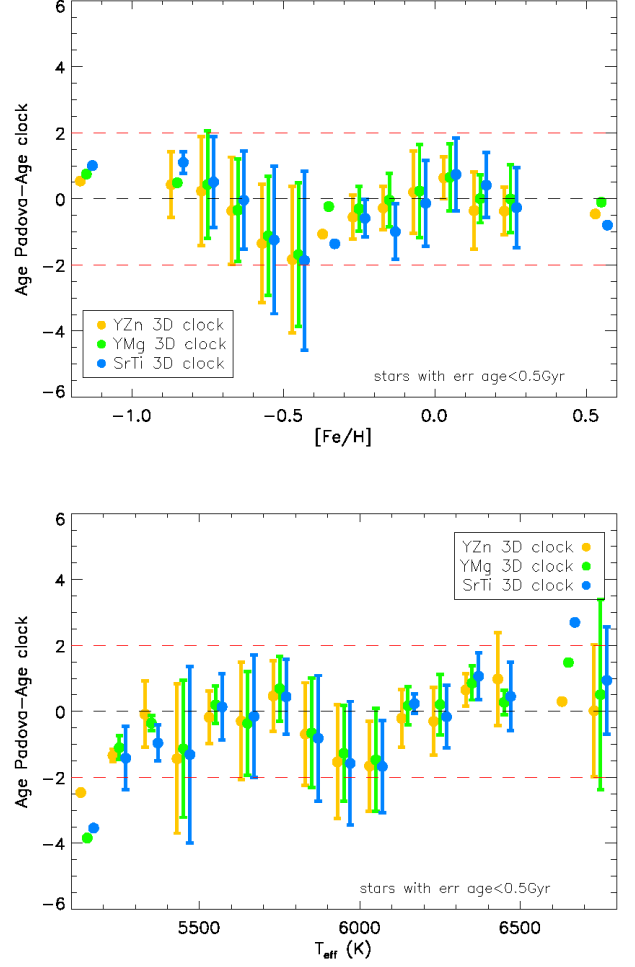 6
4
2
0
-2
-4
-6
Age Padova-Age clock
YZn 3D clock
YMg 3D clock
SrTi 3D clock
stars with err age<0.5Gyr
-1.0 -0.5 0.0 0.5
[Fe/H]
6
4
2
0
-2
-4
-6
Age Padova-Age clock
YZn 3D clock
YMg 3D clock
SrTi 3D clock
stars with err age<0.5Gyr
5500 6000 6500
Teff (K)